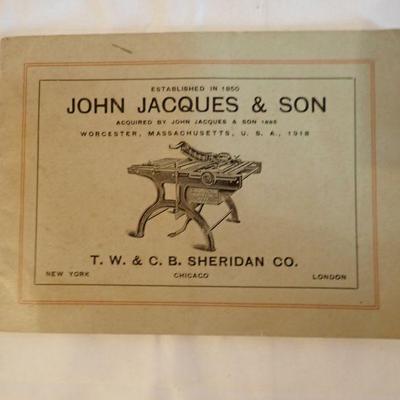 ESTABLISHED IN 1850
JOHN JACQUES & SON
ACQUIRED BY JOHN JACQUES & SON 1885
WORCESTER, MASSACHUSETTS, U. S. A., 1918
T. W. & C. B. SHERIDAN CO.
NEW YORK CHICAGO LONDON